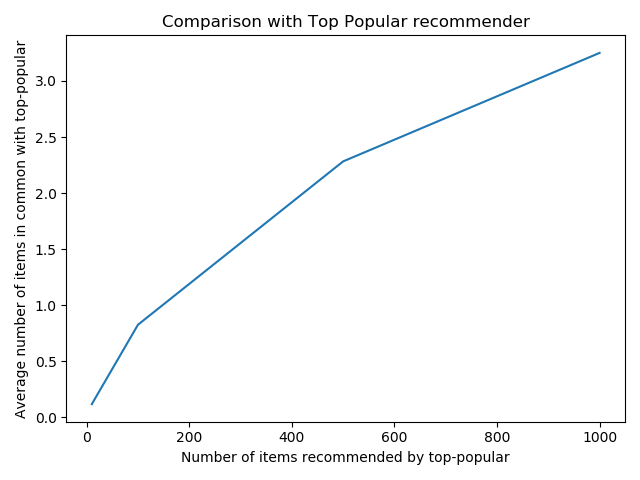 Comparison with Top Popular recommender
Average number of items in common with top-popular
3.0
2.5
2.0
1.5
1.0
0.5
0.0
0 200 400 600 800 1000
Number of items recommended by top-popular